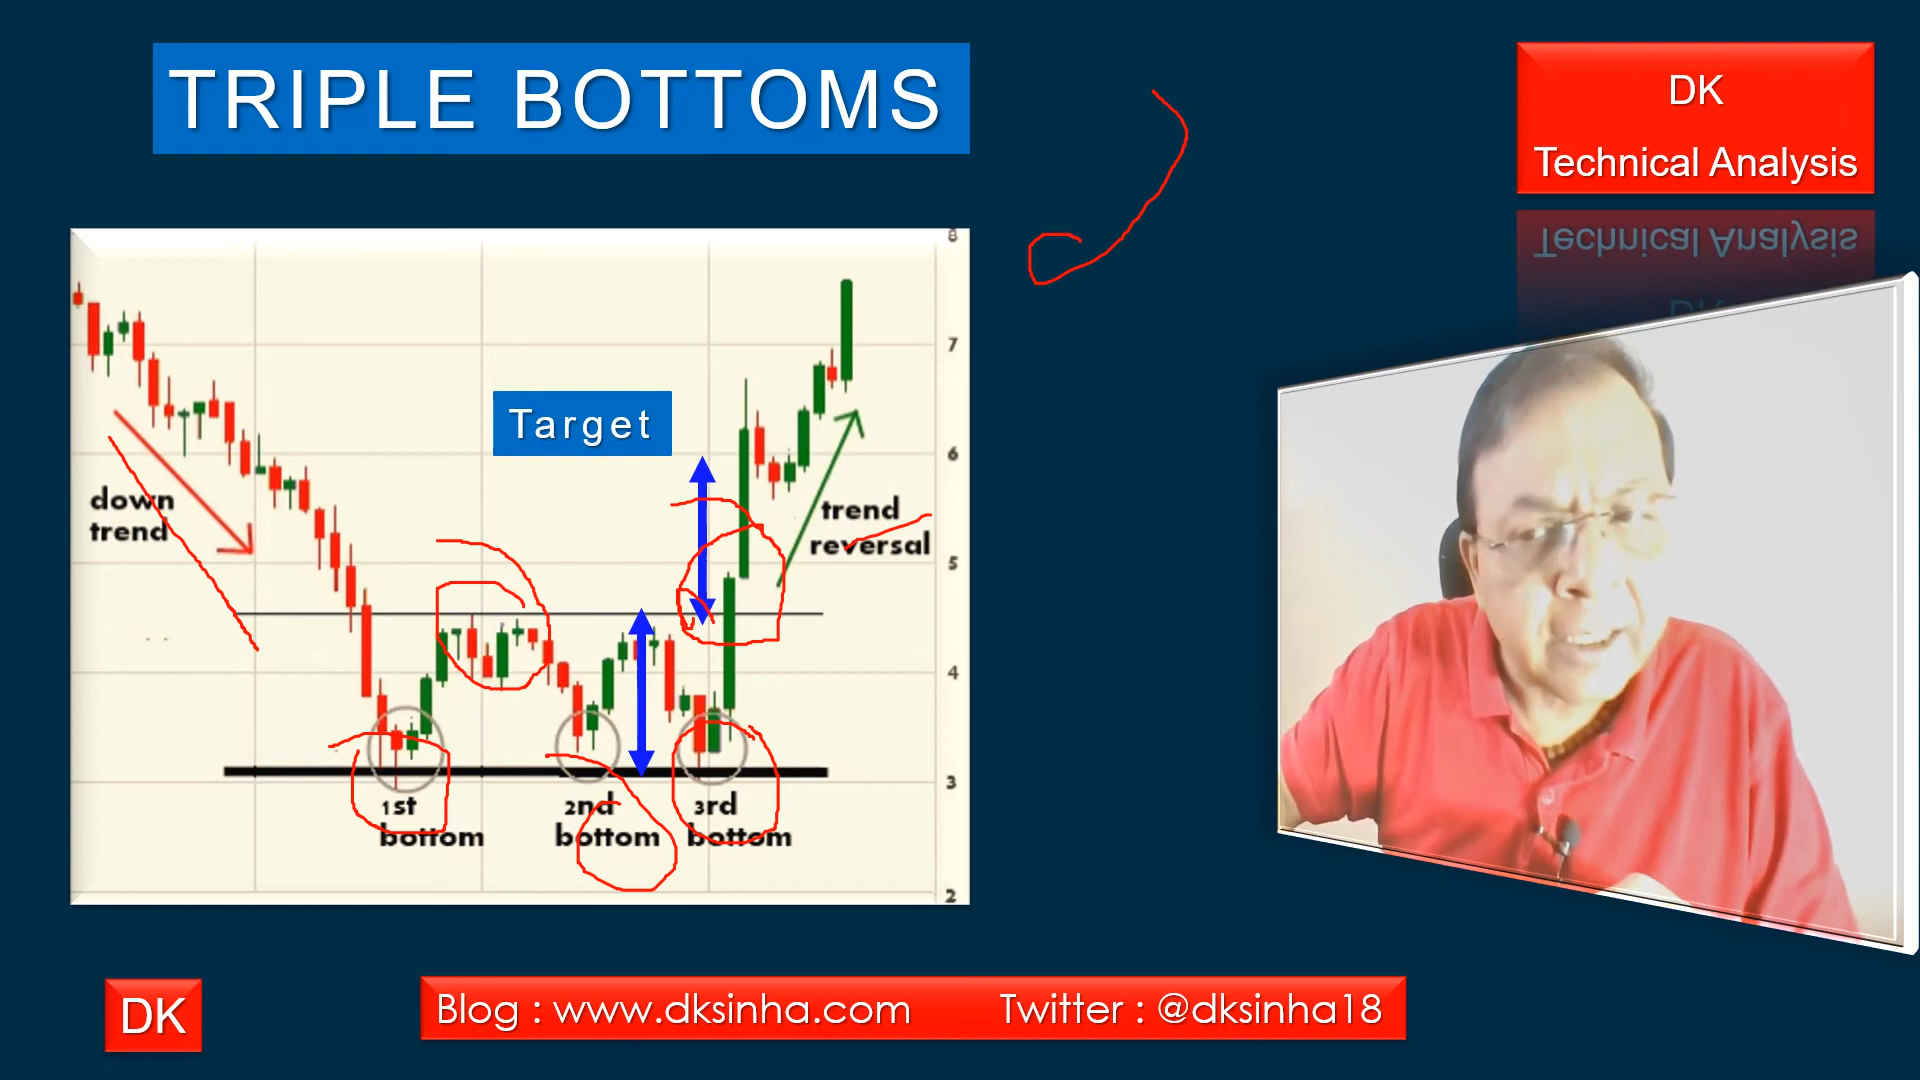 TRIPLE BOTTOMS
DK
Technical Analysis
Technical Analysis
DK
8
7
Target
6
down
trend
trend
reversal
5
4
3
1st
bottom
2nd
bottom
3rd
bottom
2
DK
Blog : www.dksinha.com Twitter : @dksinha18